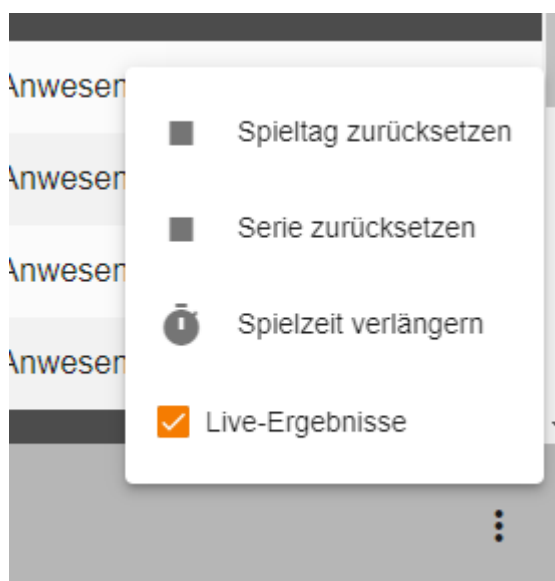 Anwesen
Spieltag zurücksetzen
Anwesen
Serie zurücksetzen
Anwesen
Spielzeit verlängern
Anwesen
Live-Ergebnisse